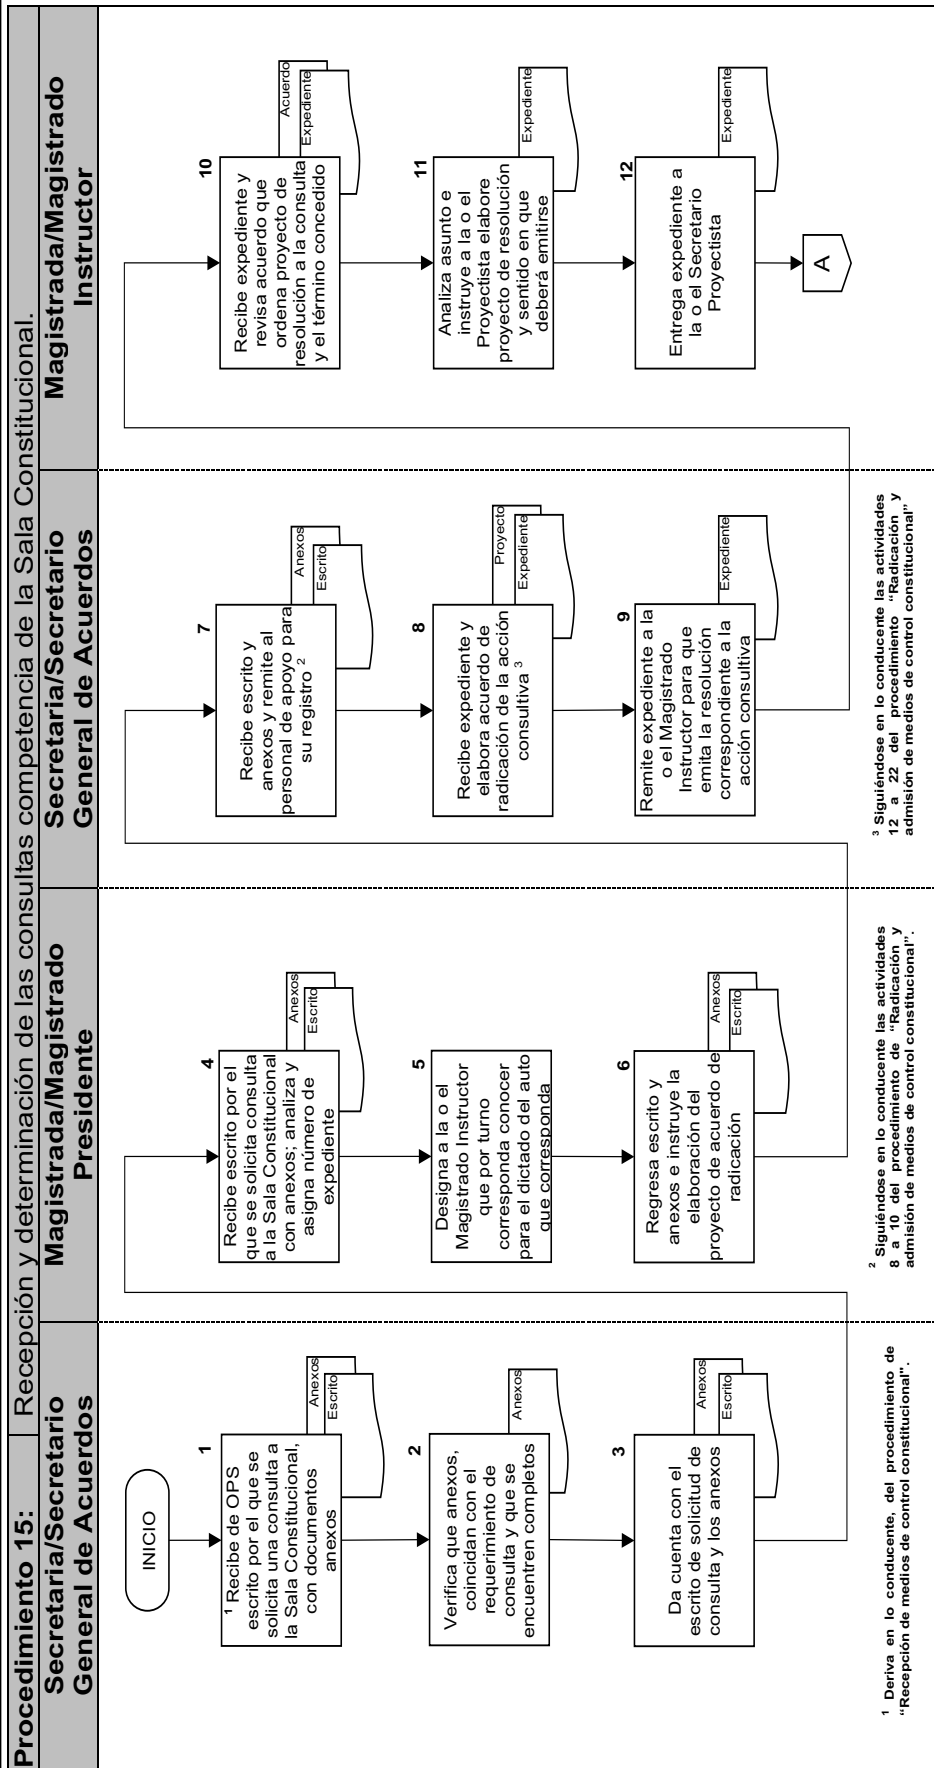 Procedimiento 15: Recepción y determinación de las consultas competencia de la Sala Constitucional.
Secretaria/Secretario
General de Acuerdos
Magistrada/Magistrado
Presidente
Secretaria/Secretario
General de Acuerdos
Magistrada/Magistrado
Instructor
INICIO
1
¹ Recibe de OPS
escrito por el que se
solicita una consulta a
la Sala Constitucional,
con documentos
anexos
Anexos
Escrito
2
Verifica que anexos,
coincidan con el
requerimiento de
consulta y que se
encuentren completos
Anexos
3
Da cuenta con el
escrito de solicitud de
consulta y los anexos
Anexos
Escrito
¹ Deriva en lo conducente, del procedimiento de
“Recepción de medios de control constitucional".
4
Recibe escrito por el
que se solicita consulta
a la Sala Constitucional
con anexos; analiza y
asigna número de
expediente
Anexos
Escrito
5
Designa a la o el
Magistrado Instructor
que por turno
corresponda conocer
para el dictado del auto
que corresponda
6
Regresa escrito y
anexos e instruye la
elaboración del
proyecto de acuerdo de
radicación
Anexos
Escrito
² Siguiéndose en lo conducente las actividades
8 a 10 del procedimiento de “Radicación y
admisión de medios de control constitucional”.
7
Recibe escrito y
anexos y remite al
personal de apoyo para
su registro ²
Anexos
Escrito
8
Recibe expediente y
elabora acuerdo de
radicación de la acción
consultiva ³
Proyecto
Expediente
9
Remite expediente a la
o el Magistrado
Instructor para que
emita la resolución
correspondiente a la
acción consultiva
Expediente
³ Siguiéndose en lo conducente las actividades
12 a 22 del procedimiento “Radicación y
admisión de medios de control constitucional”
10
Recibe expediente y
revisa acuerdo que
ordena proyecto de
resolución a la consulta
y el término concedido
Acuerdo
Expediente
11
Analiza asunto e
instruye a la o el
Proyectista elabore
proyecto de resolución
y sentido en que
deberá emitirse
Expediente
12
Entrega expediente a
la o el Secretario
Proyectista
Expediente
A